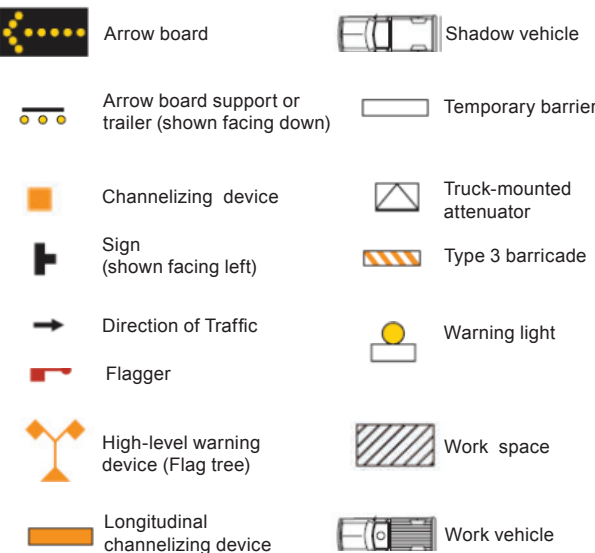 Arrow board
Arrow board support or
trailer (shown facing down)
Channelizing device
Sign
(shown facing left)
Direction of Traffic
Flagger
High-level warning
device (Flag tree)
Longitudinal
channelizing device
Shadow vehicle
Temporary barrier
Truck-mounted
attenuator
Type 3 barricade
Warning light
Work space
Work vehicle